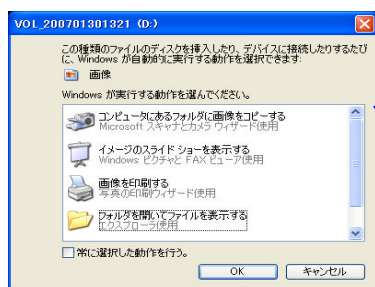 VOL_200701301321 (D:)
この種類のファイルのディスクを挿入したり、デバイスに接続したりするたび
に、Windows が自動的に実行する動作を選択できます:
画像
Windows が実行する動作を選んでください。
コンピュータにあるフォルダに画像をコピーする
Microsoft スキャナとカメラ ウィザード使用
イメージのスライド ショーを表示する
Windows ピクチャと FAX ビューア使用
画像を印刷する
写真の印刷ウィザード使用
フォルダを開いてファイルを表示する
エクスプローラ使用
常に選択した動作を行う。
OK
キャンセル